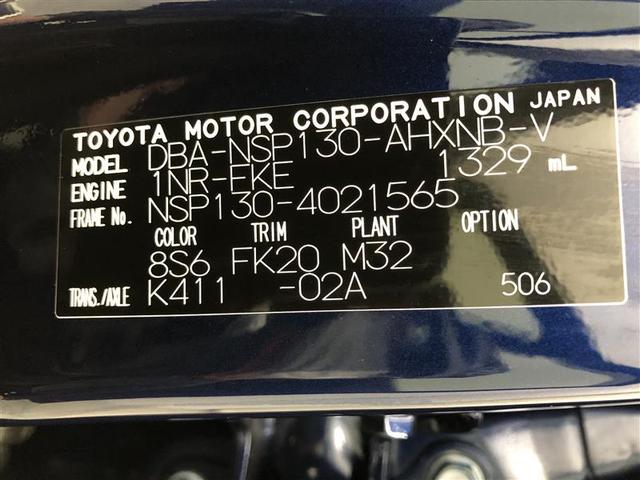 TOYOTA MOTOR CORPORATION JAPAN
MODEL DBA-NSP130-AHXNB-V
ENGINE 1NR-FKE 1329 mL
FRAME No. NSP130-4021565
COLOR TRIM PLANT OPTION
8S6 FK20 M32
TRANS./AXLE K411 -02A 506